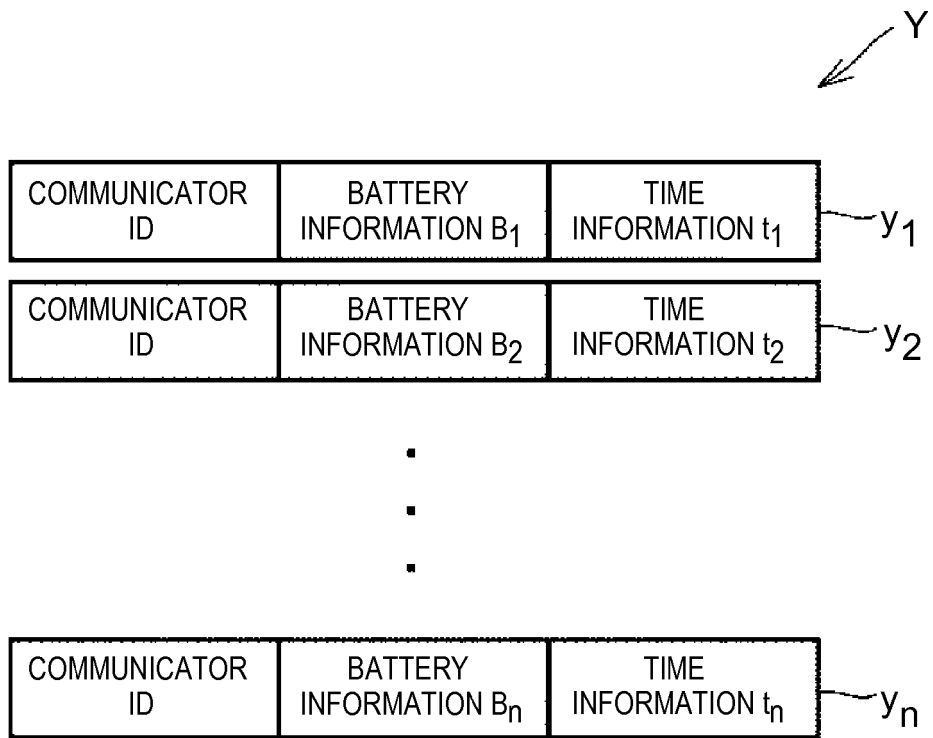 Y
COMMUNICATOR ID
BATTERY INFORMATION B1
TIME INFORMATION t1
y1
COMMUNICATOR ID
BATTERY INFORMATION B2
TIME INFORMATION t2
y2
COMMUNICATOR ID
BATTERY INFORMATION Bn
TIME INFORMATION tn
yn